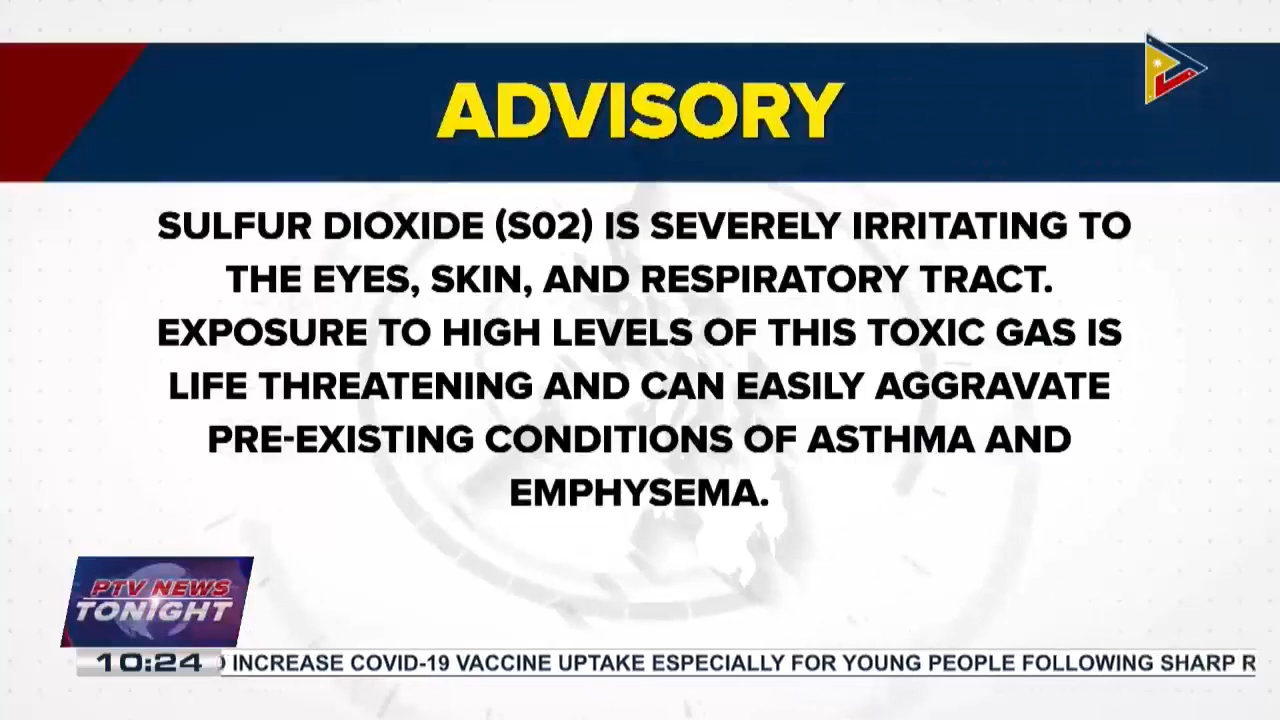 ADVISORY
SULFUR DIOXIDE (S02) IS SEVERELY IRRITATING TO
THE EYES, SKIN, AND RESPIRATORY TRACT.
EXPOSURE TO HIGH LEVELS OF THIS TOXIC GAS IS
LIFE THREATENING AND CAN EASILY AGGRAVATE
PRE-EXISTING CONDITIONS OF ASTHMA AND
EMPHYSEMA.
PTV NEWS
TONIGHT
10:24 INCREASE COVID-19 VACCINE UPTAKE ESPECIALLY FOR YOUNG PEOPLE FOLLOWING SHARP R